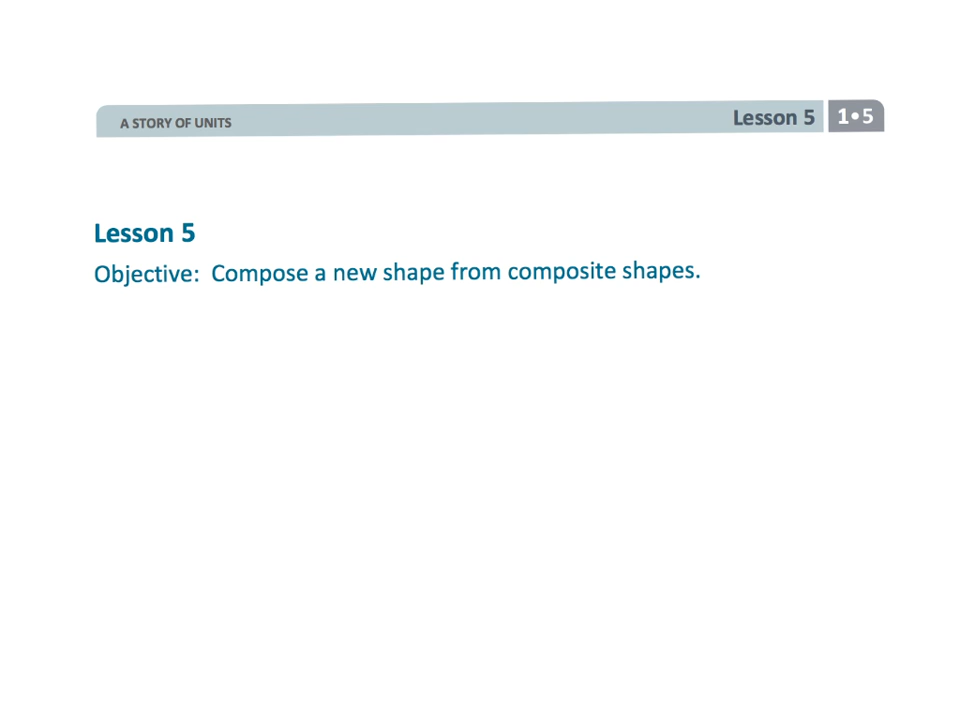 A STORY OF UNITS
Lesson 5
1•5
Lesson 5
Objective: Compose a new shape from composite shapes.